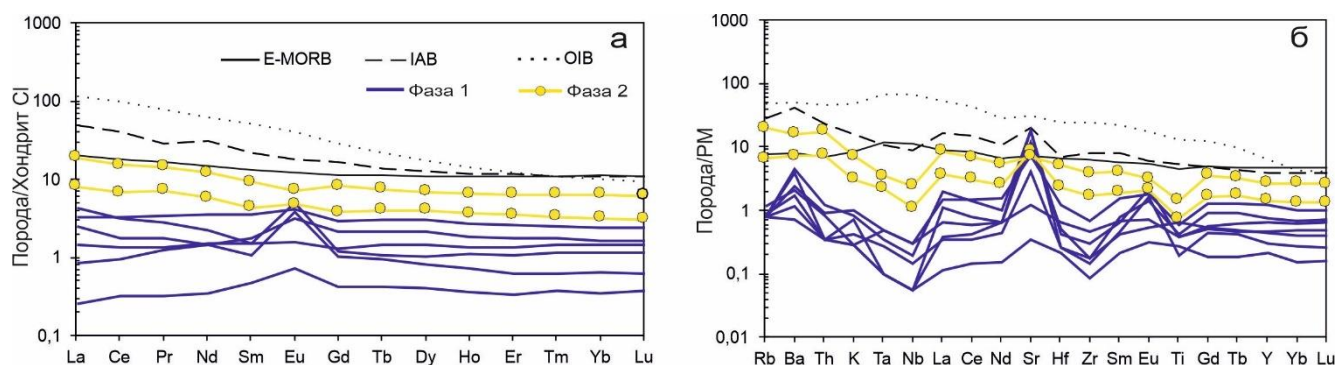 а
Порода/Хондрит CI
1000
100
10
1
0,1
E-MORB
IAB
OIB
Фаза 1
Фаза 2
La Ce Pr Nd Sm Eu Gd Tb Dy Ho Er Tm Yb Lu
б
Порода/PM
1000
100
10
1
0,1
0,01
Rb Ba Th K Ta Nb La Ce Nd Sr Hf Zr Sm Eu Ti Gd Tb Y Yb Lu